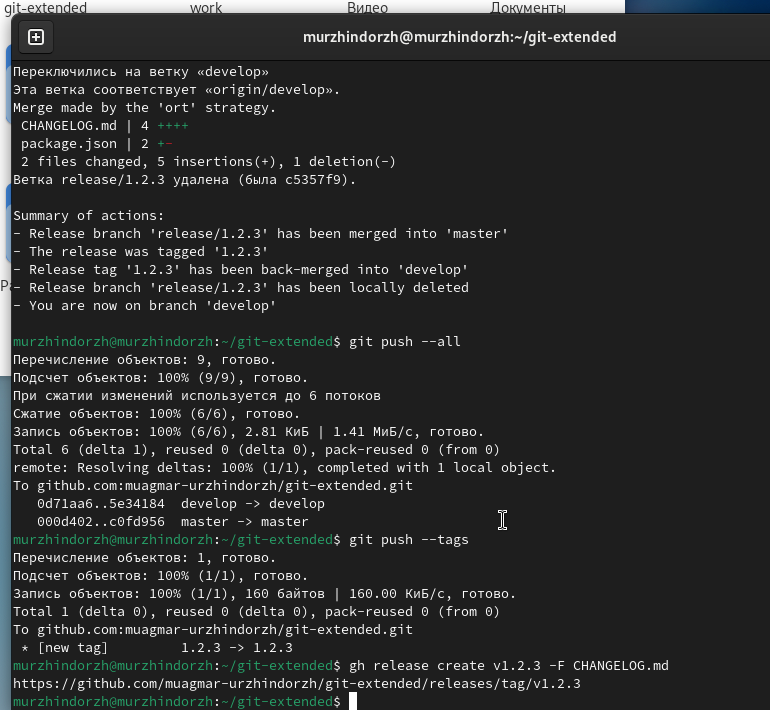 git-extended work Видео Документы
murzhindorzh@murzhindorzh:~/git-extended
Переключились на ветку «develop»
Эта ветка соответствует «origin/develop».
Merge made by the 'ort' strategy.
CHANGELOG.md | 4 ++++
package.json | 2 +-
2 files changed, 5 insertions(+), 1 deletion(-)
Ветка release/1.2.3 удалена (была c5357f9).
Summary of actions:
- Release branch 'release/1.2.3' has been merged into 'master'
- The release was tagged '1.2.3'
- Release tag '1.2.3' has been back-merged into 'develop'
- Release branch 'release/1.2.3' has been locally deleted
- You are now on branch 'develop'
murzhindorzh@murzhindorzh:~/git-extended$ git push --all
Перечисление объектов: 9, готово.
Подсчет объектов: 100% (9/9), готово.
При сжатии изменений используется до 6 потоков
Сжатие объектов: 100% (6/6), готово.
Запись объектов: 100% (6/6), 2.81 КиБ | 1.41 МиБ/с, готово.
Total 6 (delta 1), reused 0 (delta 0), pack-reused 0 (from 0)
remote: Resolving deltas: 100% (1/1), completed with 1 local object.
To github.com:muagmar-urzhindorzh/git-extended.git
0d71aa6..5e34184  develop -> develop
000d402..c0fd956  master -> master
murzhindorzh@murzhindorzh:~/git-extended$ git push --tags
Перечисление объектов: 1, готово.
Подсчет объектов: 100% (1/1), готово.
Запись объектов: 100% (1/1), 160 байтов | 160.00 КиБ/с, готово.
Total 1 (delta 0), reused 0 (delta 0), pack-reused 0 (from 0)
To github.com:muagmar-urzhindorzh/git-extended.git
* [new tag]         1.2.3 -> 1.2.3
murzhindorzh@murzhindorzh:~/git-extended$ gh release create v1.2.3 -F CHANGELOG.md
https://github.com/muagmar-urzhindorzh/git-extended/releases/tag/v1.2.3
murzhindorzh@murzhindorzh:~/git-extended$